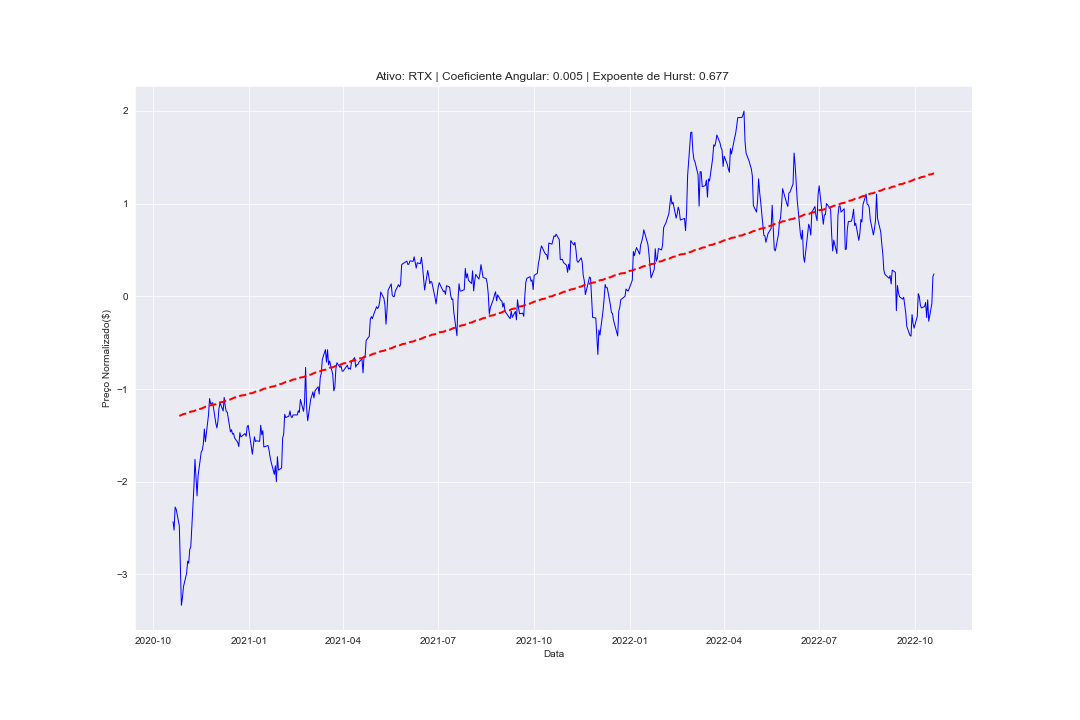 Ativo: RTX | Coeficiente Angular: 0.005 | Expoente de Hurst: 0.677
Preço Normalizado($)
2
1
0
−1
−2
−3
2020-10 2021-01 2021-04 2021-07 2021-10 2022-01 2022-04 2022-07 2022-10
Data